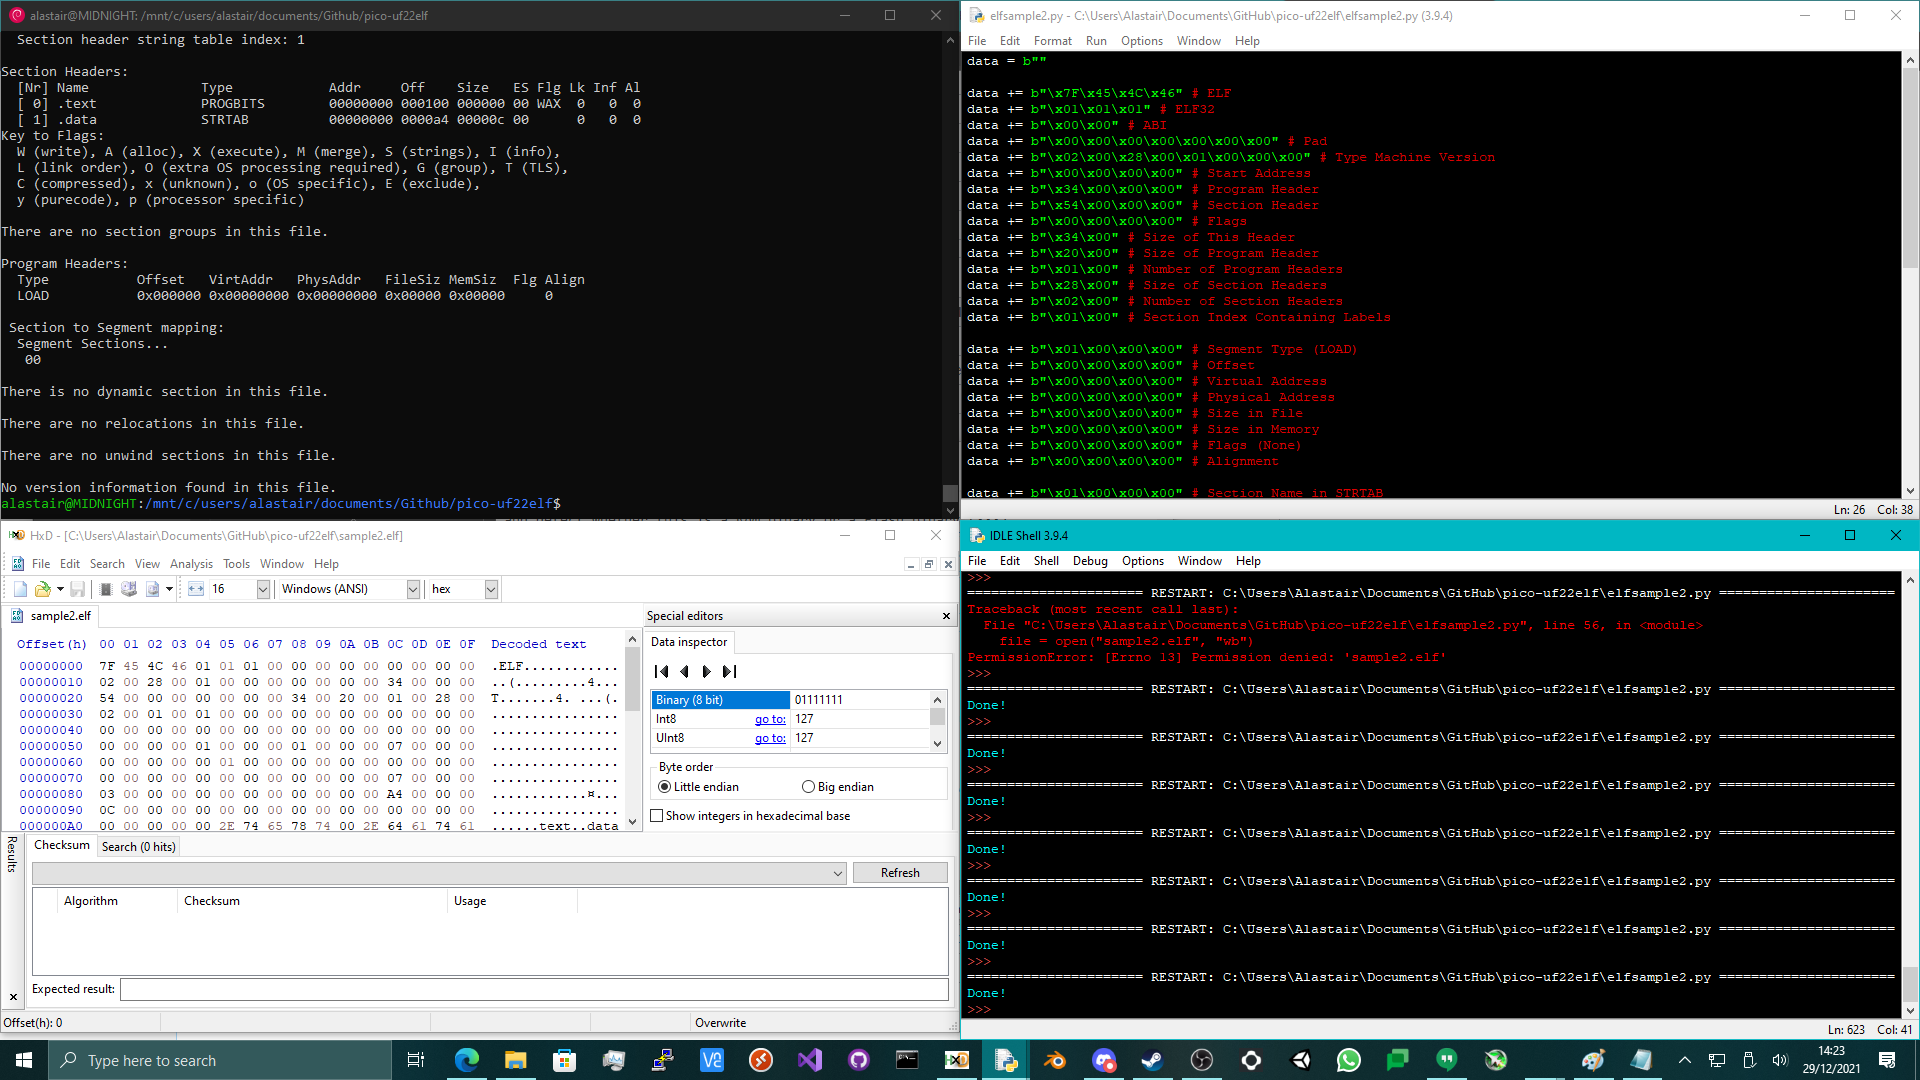 alastair@MIDNIGHT: /mnt/c/users/alastair/documents/Github/pico-uf22elf
Section header string table index: 1
Section Headers:
[Nr] Name Type Addr Off Size ES Flg Lk Inf Al
[ 0] .text PROGBITS 00000000 000100 000000 00 WAX 0 0 0
[ 1] .data STRTAB 00000000 0000a4 00000c 00 0 0 0
Key to Flags:
W (write), A (alloc), X (execute), M (merge), S (strings), I (info),
L (link order), O (extra OS processing required), G (group), T (TLS),
C (compressed), x (unknown), o (OS specific), E (exclude),
y (purecode), p (processor specific)
There are no section groups in this file.
Program Headers:
Type Offset VirtAddr PhysAddr FileSiz MemSiz Flg Align
LOAD 0x000000 0x00000000 0x00000000 0x00000 0x00000 0
Section to Segment mapping:
Segment Sections...
00
There is no dynamic section in this file.
There are no relocations in this file.
There are no unwind sections in this file.
No version information found in this file.
alastair@MIDNIGHT:/mnt/c/users/alastair/documents/Github/pico-uf22elf$
elfsample2.py - C:\Users\Alastair\Documents\GitHub\pico-uf22elf\elfsample2.py (3.9.4)
File Edit Format Run Options Window Help
data = b""
data += b"\x7F\x45\x4C\x46" # ELF
data += b"\x01\x01\x01" # ELF32
data += b"\x00\x00" # ABI
data += b"\x00\x00\x00\x00\x00\x00\x00" # Pad
data += b"\x02\x00\x28\x00\x01\x00\x00\x00" # Type Machine Version
data += b"\x00\x00\x00\x00" # Start Address
data += b"\x34\x00\x00\x00" # Program Header
data += b"\x54\x00\x00\x00" # Section Header
data += b"\x00\x00\x00\x00" # Flags
data += b"\x34\x00" # Size of This Header
data += b"\x20\x00" # Size of Program Header
data += b"\x01\x00" # Number of Program Headers
data += b"\x28\x00" # Size of Section Headers
data += b"\x02\x00" # Number of Section Headers
data += b"\x01\x00" # Section Index Containing Labels
data += b"\x01\x00\x00\x00" # Segment Type (LOAD)
data += b"\x00\x00\x00\x00" # Offset
data += b"\x00\x00\x00\x00" # Virtual Address
data += b"\x00\x00\x00\x00" # Physical Address
data += b"\x00\x00\x00\x00" # Size in File
data += b"\x00\x00\x00\x00" # Size in Memory
data += b"\x00\x00\x00\x00" # Flags (None)
data += b"\x00\x00\x00\x00" # Alignment
data += b"\x01\x00\x00\x00" # Section Name in STRTAB
Ln: 26 Col: 38
HxD - [C:\Users\Alastair\Documents\GitHub\pico-uf22elf\sample2.elf]
File Edit Search View Analysis Tools Window Help
16 Windows (ANSI) hex
sample2.elf
Offset(h) 00 01 02 03 04 05 06 07 08 09 0A 0B 0C 0D 0E 0F Decoded text
00000000 7F 45 4C 46 01 01 01 00 00 00 00 00 00 00 00 00 .ELF............
00000010 02 00 28 00 01 00 00 00 00 00 00 00 34 00 00 00 ..(.........4...
00000020 54 00 00 00 00 00 00 00 34 00 20 00 01 00 28 00 T.......4. ...(.
00000030 02 00 01 00 01 00 00 00 00 00 00 00 00 00 00 00 ................
00000040 00 00 00 00 00 00 00 00 00 00 00 00 00 00 00 00 ................
00000050 00 00 00 00 01 00 00 00 01 00 00 00 07 00 00 00 ................
00000060 00 00 00 00 00 01 00 00 00 00 00 00 00 00 00 00 ................
00000070 00 00 00 00 00 00 00 00 00 00 00 00 07 00 00 00 ................
00000080 03 00 00 00 00 00 00 00 00 00 00 00 A4 00 00 00 ............¤...
00000090 0C 00 00 00 00 00 00 00 00 00 00 00 00 00 00 00 ................
000000A0 00 00 00 00 00 2E 74 65 78 74 00 2E 64 61 74 61 ......text..data
Special editors
Data inspector
Binary (8 bit) 01111111
Int8 go to: 127
UInt8 go to: 127
Byte order
Little endian Big endian
Show integers in hexadecimal base
Results
Checksum Search (0 hits)
Refresh
Algorithm Checksum Usage
Expected result:
Offset(h): 0 Overwrite
IDLE Shell 3.9.4
File Edit Shell Debug Options Window Help
>>>
====================== RESTART: C:\Users\Alastair\Documents\GitHub\pico-uf22elf\elfsample2.py ======================
Traceback (most recent call last):
File "C:\Users\Alastair\Documents\GitHub\pico-uf22elf\elfsample2.py", line 56, in <module>
file = open("sample2.elf", "wb")
PermissionError: [Errno 13] Permission denied: 'sample2.elf'
>>>
====================== RESTART: C:\Users\Alastair\Documents\GitHub\pico-uf22elf\elfsample2.py ======================
Done!
>>>
====================== RESTART: C:\Users\Alastair\Documents\GitHub\pico-uf22elf\elfsample2.py ======================
Done!
>>>
====================== RESTART: C:\Users\Alastair\Documents\GitHub\pico-uf22elf\elfsample2.py ======================
Done!
>>>
====================== RESTART: C:\Users\Alastair\Documents\GitHub\pico-uf22elf\elfsample2.py ======================
Done!
>>>
====================== RESTART: C:\Users\Alastair\Documents\GitHub\pico-uf22elf\elfsample2.py ======================
Done!
>>>
====================== RESTART: C:\Users\Alastair\Documents\GitHub\pico-uf22elf\elfsample2.py ======================
Done!
>>>
====================== RESTART: C:\Users\Alastair\Documents\GitHub\pico-uf22elf\elfsample2.py ======================
Done!
>>>
Ln: 623 Col: 41
Type here to search
14:23
29/12/2021